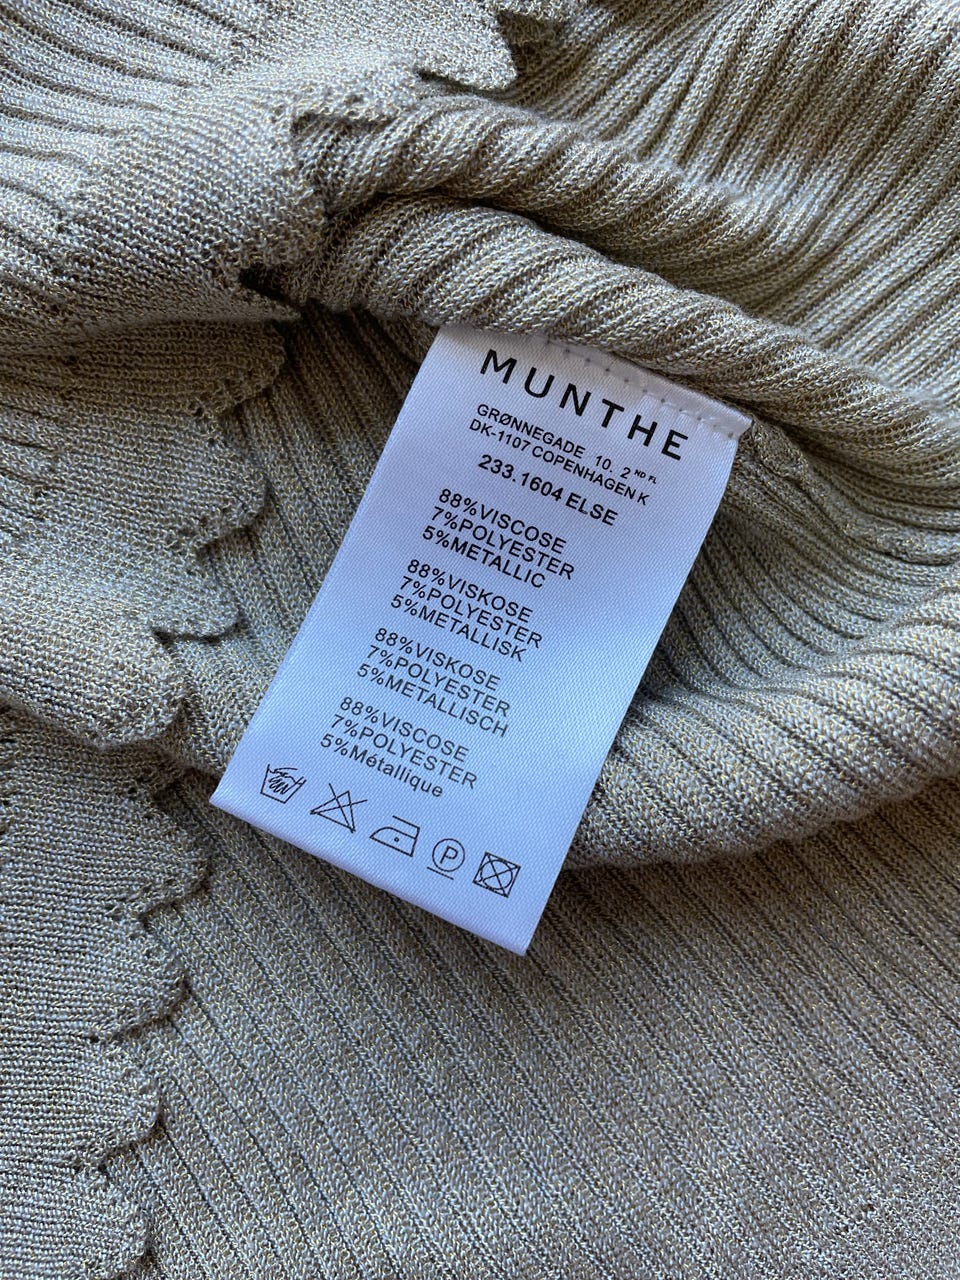 MUNTHE
GRØNNEGADE 10. 2 ND FL
DK-1107 COPENHAGEN K
233.1604 ELSE
88%VISCOSE
7%POLYESTER
5%METALLIC
88%VISKOSE
7%POLYESTER
5%METALLISK
88%VISKOSE
7%POLYESTER
5%METALLISCH
88%VISCOSE
7%POLYESTER
5%Métallique
P